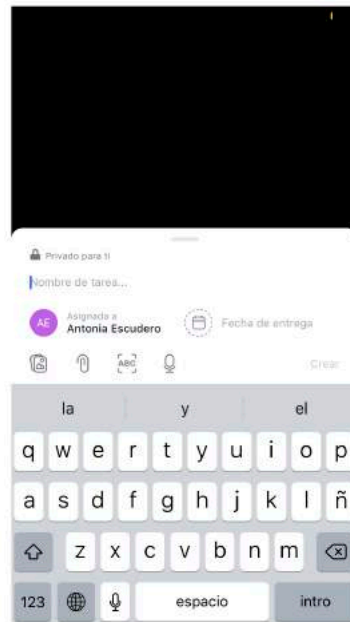 Privado para ti
Nombre de tarea...
AE
Asignada a
Antonia Escudero
Fecha de entrega
ABC
Crear
la y el
q w e r t y u i o p
a s d f g h j k l ñ
z x c v b n m
123 espacio intro